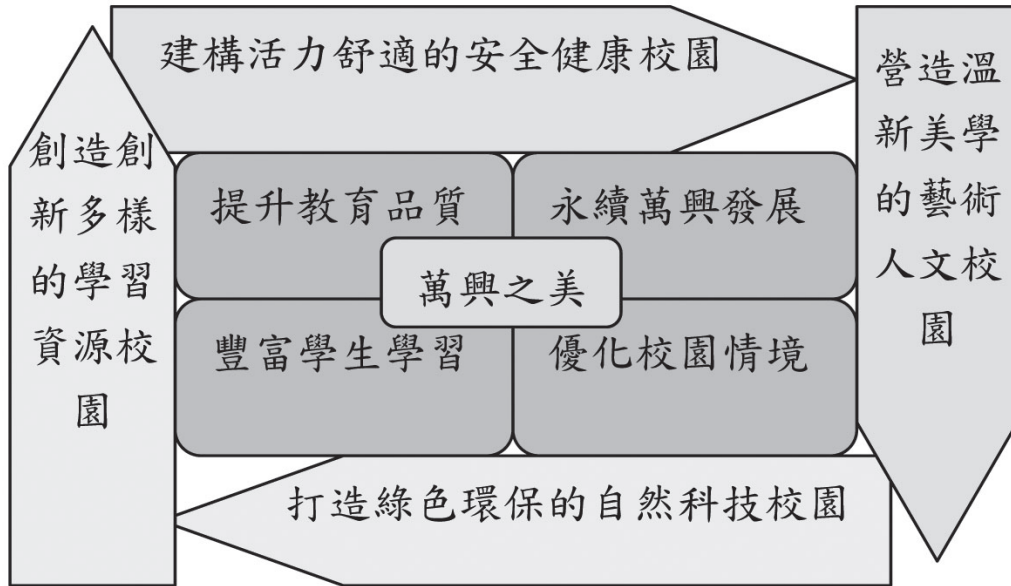 建構活力舒適的安全健康校園
營造溫
新美學
的藝術
人文校
園
創造創
新多樣
的學習
資源校
園
提升教育品質
永續萬興發展
萬興之美
豐富學生學習
優化校園情境
打造綠色環保的自然科技校園